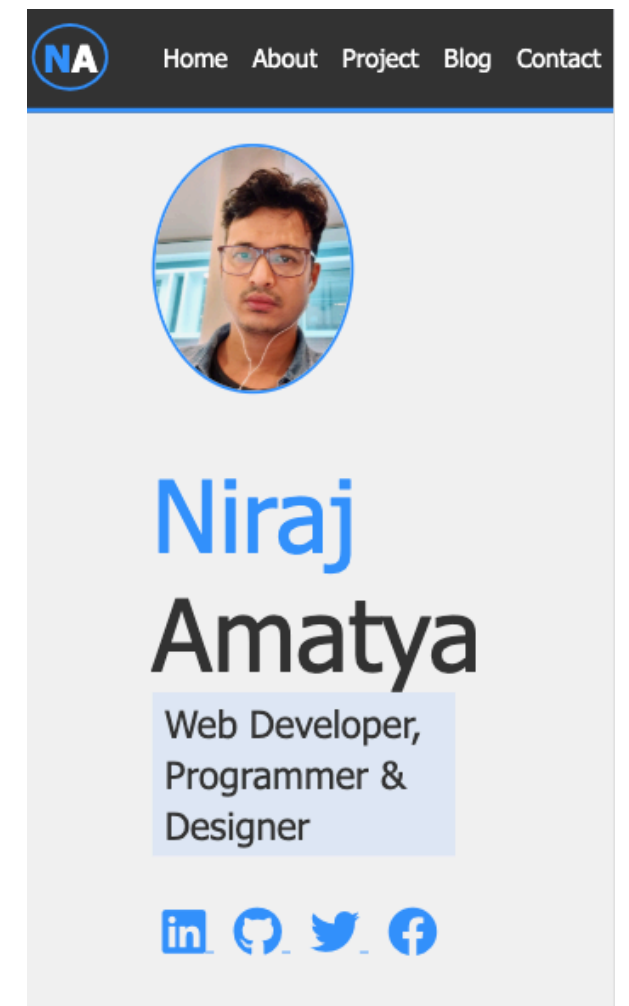 NA
Home About Project Blog Contact
Niraj
Amatya
Web Developer,
Programmer &
Designer
in